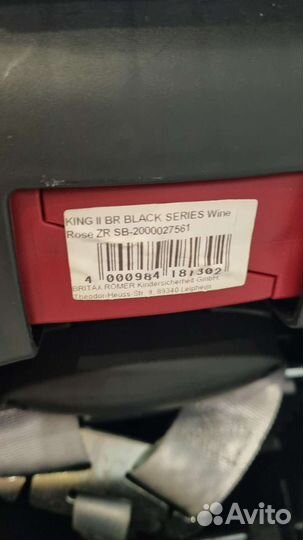 KING II BR BLACK SERIES Wine
Rose ZR SB-2000027561
4 000984 187302
BRITAX RÖMER Kindersicherheit GmbH
Theodor-Heuss-Str. 9, 89340 Leipheim
Avito